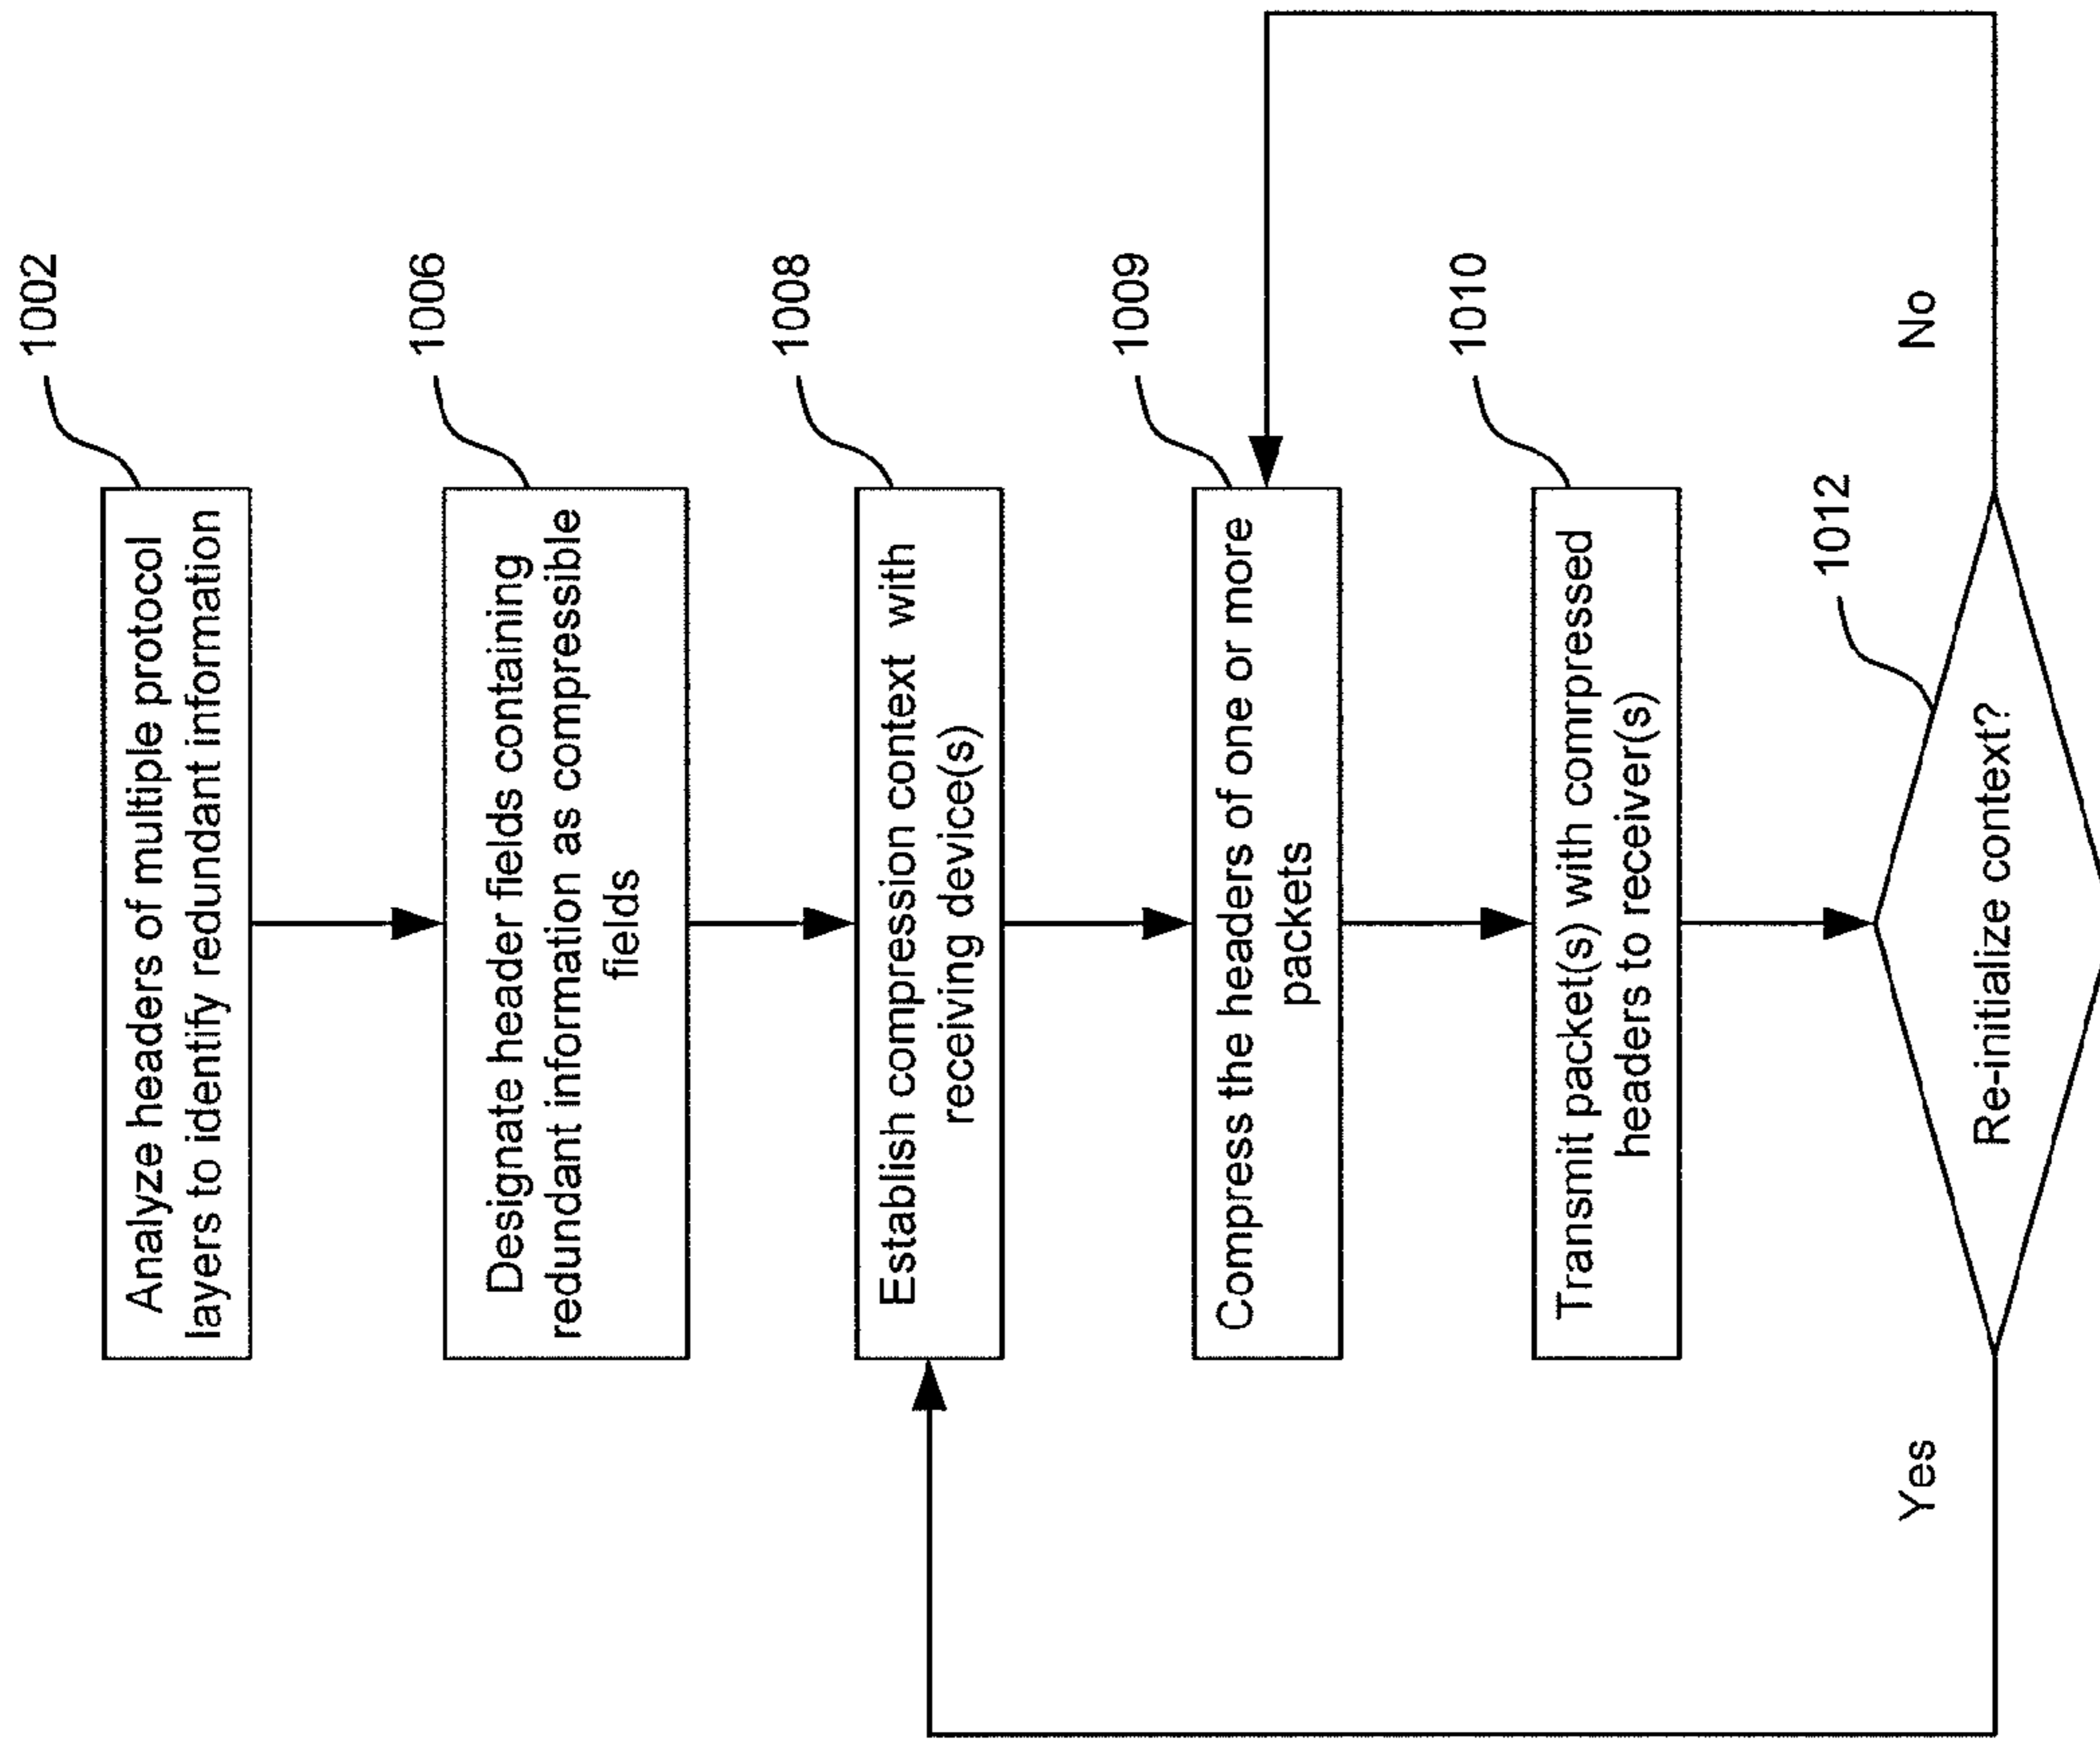 1002
Analyze headers of multiple protocol
layers to identify redundant information
1006
Designate header fields containing
redundant information as compressible
fields
1008
Establish compression context with
receiving device(s)
1009
Compress the headers of one or more
packets
1010
Transmit packet(s) with comrpressed
headers to receiver(s)
1012
Re-initialize context?
Yes
No